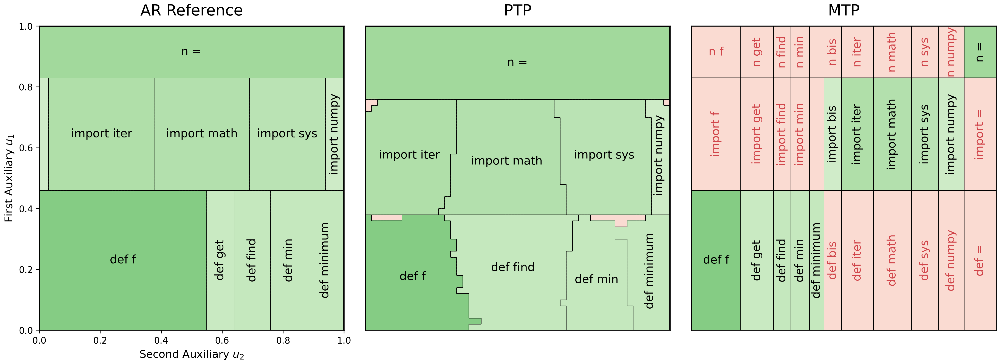 AR Reference
1.0
0.8
0.6
0.4
0.2
0.0
First Auxiliary u1
n =
import iter
import math
import sys
import numpy
def f
def get
def find
def min
def minimum
0.0 0.2 0.4 0.6 0.8 1.0
Second Auxiliary u2
PTP
n =
import iter
import math
import sys
import numpy
def f
def find
def min
def minimum
MTP
n f
n get
n find
n min
n bis
n iter
n math
n sys
n numpy
n =
import f
import get
import find
import min
import bis
import iter
import math
import sys
import numpy
import =
def f
def get
def find
def min
def minimum
def bis
def iter
def math
def sys
def numpy
def =